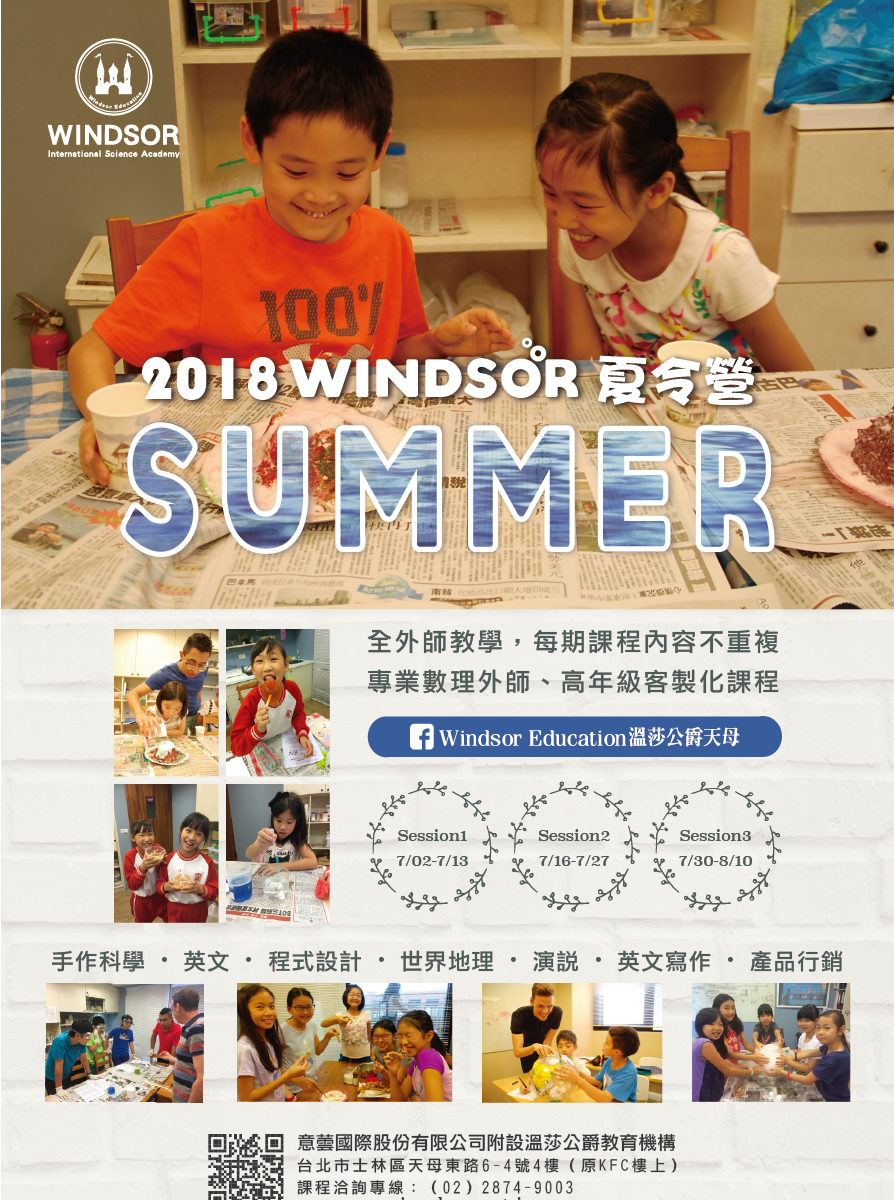 Windsor Education
WINDSOR
International Science Academy
100%
2018 WINDSOR 夏令營
SUMMER
全外師教學，每期課程內容不重複
專業數理外師、高年級客製化課程
Windsor Education溫莎公爵天母
Session1
7/02-7/13
Session2
7/16-7/27
Session3
7/30-8/10
手作科學 ・ 英文 ・ 程式設計 ・ 世界地理 ・ 演説 ・ 英文寫作 ・ 產品行銷
意蕓國際股份有限公司附設溫莎公爵教育機構
台北市士林區天母東路6-4號4樓（原KFC樓上）
課程洽詢專線：（02）2874-9003